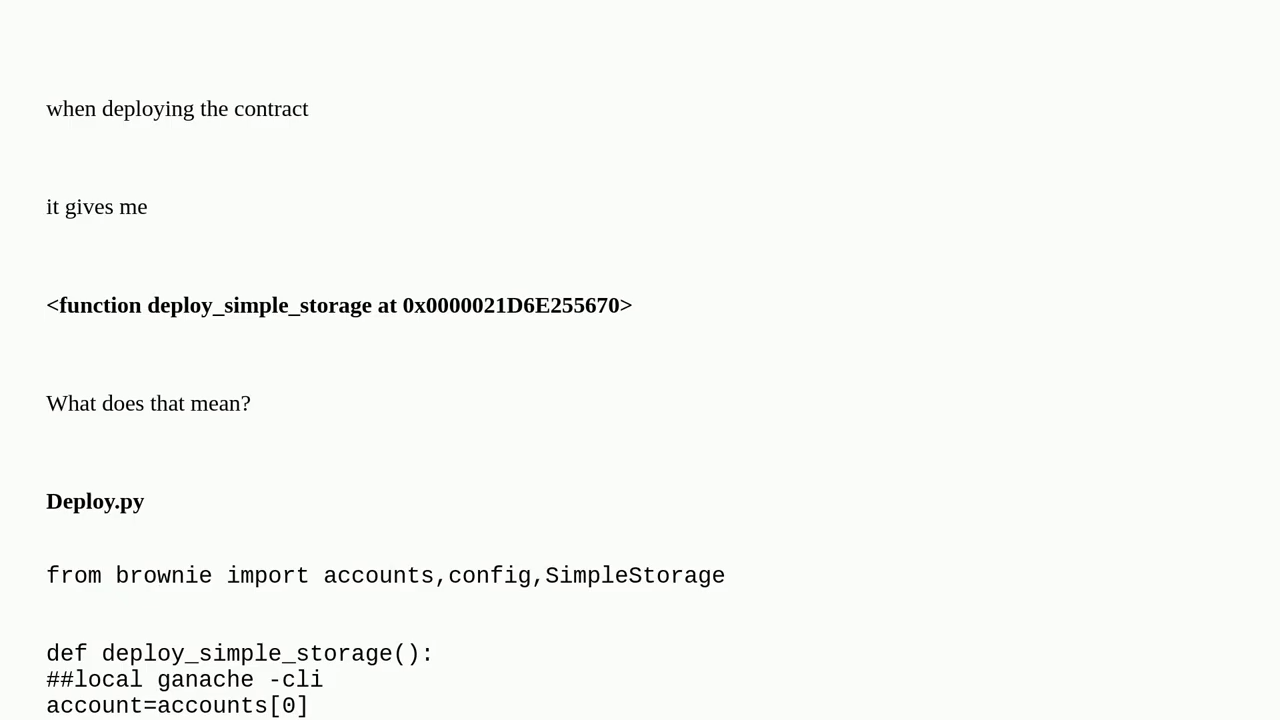 when deploying the contract
it gives me
<function deploy_simple_storage at 0x0000021D6E255670>
What does that mean?
Deploy.py
from brownie import accounts,config,SimpleStorage
def deploy_simple_storage():
##local ganache -cli
account=accounts[0]